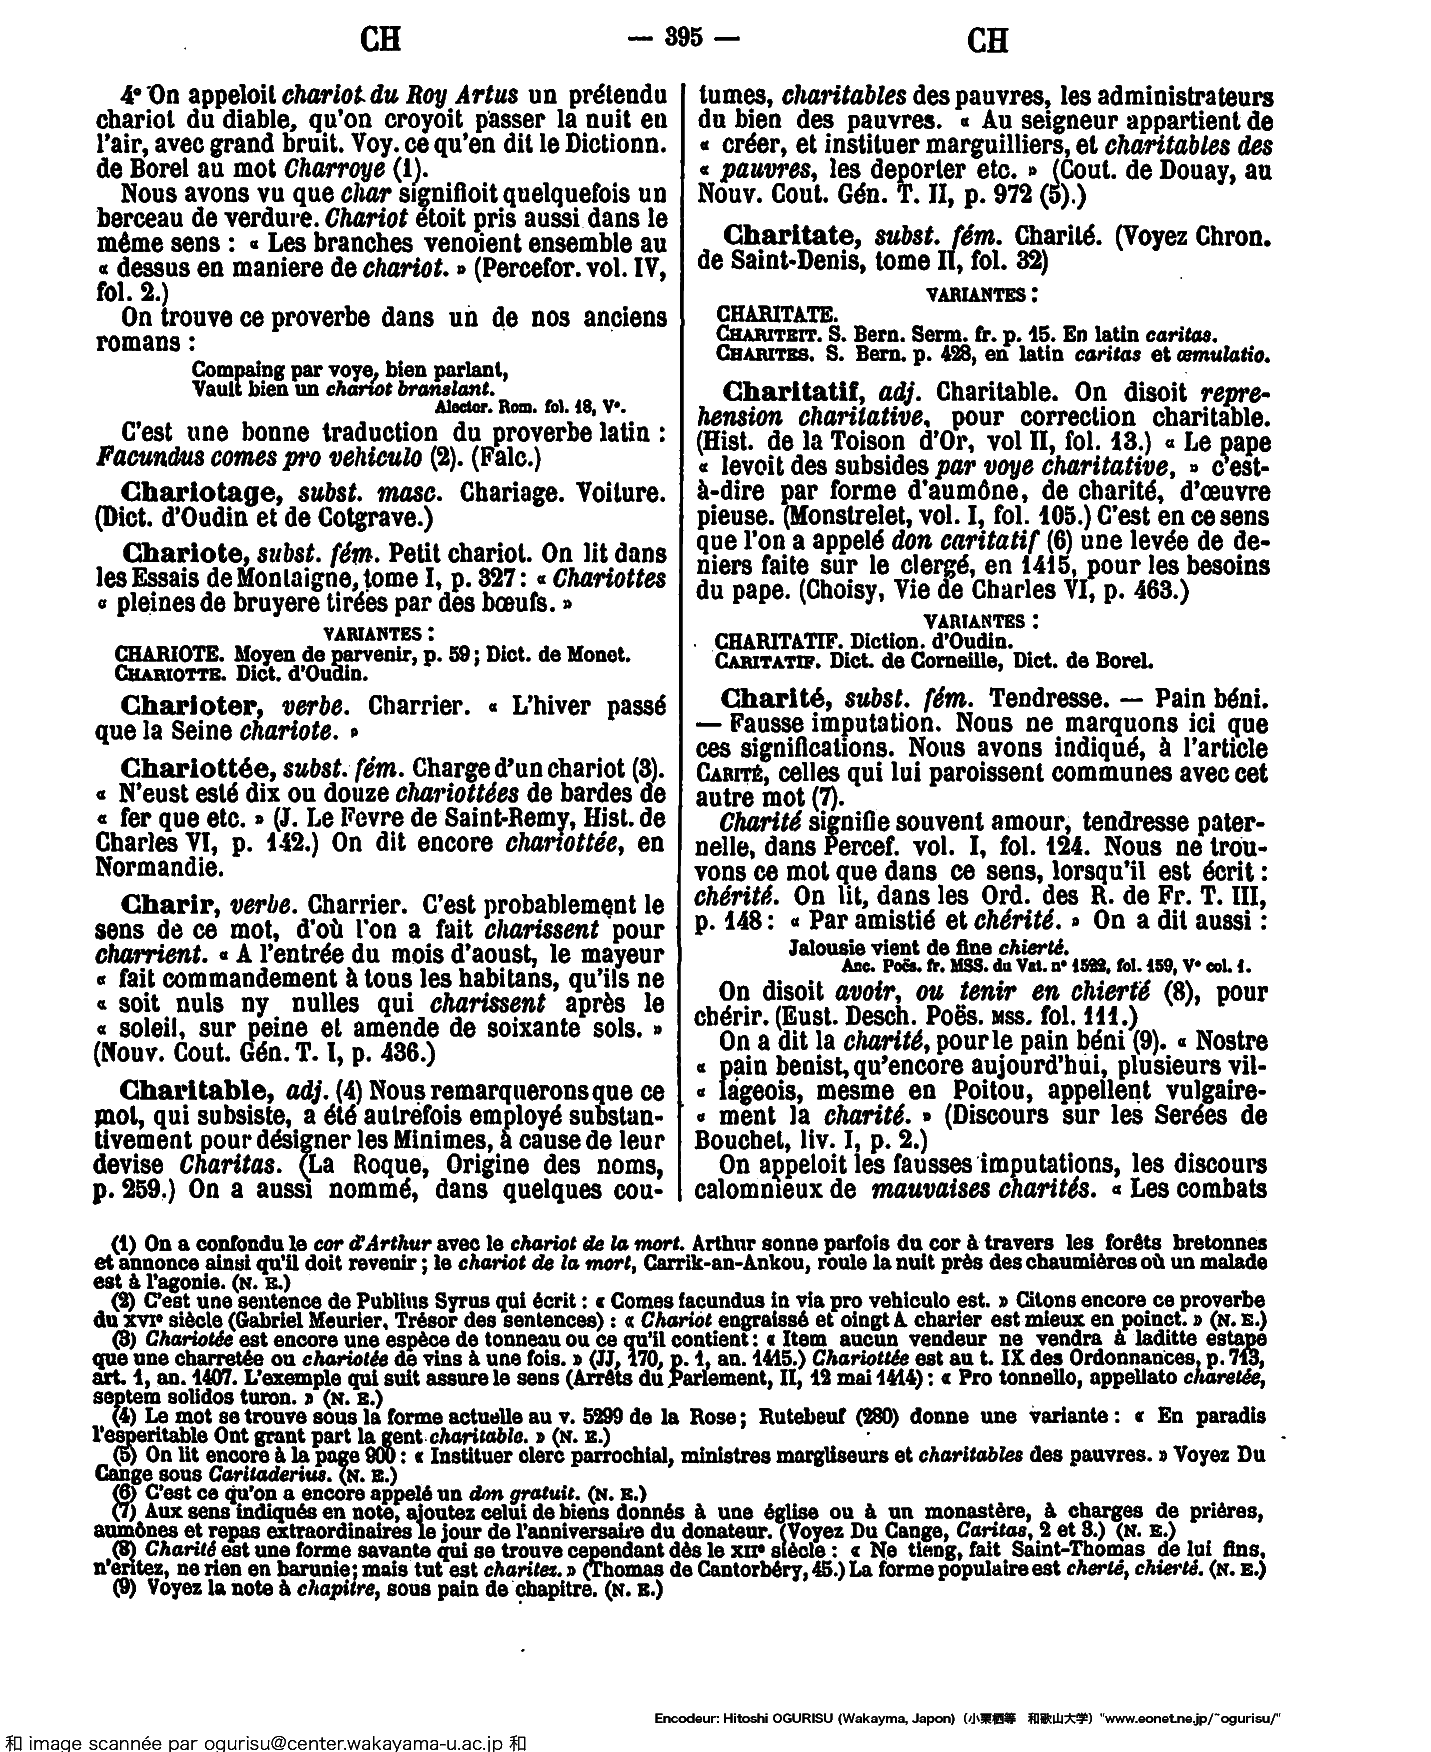 CH
— 395 —
CH
4° On appeloit chariot du Roy Artus un prétendu
chariot du diable, qu'on croyoit passer la nuit en
l'air, avec grand bruit. Voy. ce qu'en dit le Dictionn.
de Borel au mot Charroye (1).
Nous avons vu que char signifioit quelquefois un
berceau de verdure. Chariot étoit pris aussi dans le
même sens : « Les branches venoient ensemble au
« dessus en maniere de chariot. » (Percefor. vol. IV,
fol. 2.)
On trouve ce proverbe dans un de nos anciens
romans :
Compaing par voye, bien parlant,
Vault bien un chariot branslant.
Alector. Rom. fol. 18, V°.
C'est une bonne traduction du proverbe latin :
Facundus comes pro vehiculo (2). (Falc.)
Chariotage, subst. masc. Chariage. Voiture.
(Dict. d'Oudin et de Cotgrave.)
Chariote, subst. fém. Petit chariot. On lit dans
les Essais de Montaigne, tome I, p. 327 : « Chariottes
« pleines de bruyere tirées par des bœufs. »
VARIANTES :
CHARIOTE. Moyen de parvenir, p. 59 ; Dict. de Monet.
CHARIOTTE. Dict. d'Oudin.
Charioter, verbe. Charrier. « L'hiver passé
que la Seine chariote. »
Chariottée, subst. fém. Charge d'un chariot (3).
« N'eust esté dix ou douze chariottées de bardes de
« fer que etc. » (J. Le Fevre de Saint-Remy, Hist. de
Charles VI, p. 142.) On dit encore chariottée, en
Normandie.
Charir, verbe. Charrier. C'est probablement le
sens de ce mot, d'où l'on a fait charissent pour
charrient. « A l'entrée du mois d'aoust, le mayeur
« fait commandement à tous les habitans, qu'ils ne
« soit nuls ny nulles qui charissent après le
« soleil, sur peine et amende de soixante sols. »
(Nouv. Cout. Gén. T. I, p. 436.)
Charitable, adj. (4) Nous remarquerons que ce
mot, qui subsiste, a été autrefois employé substan-
tivement pour désigner les Minimes, à cause de leur
devise Charitas. (La Roque, Origine des noms,
p. 259.) On a aussi nommé, dans quelques cou-
tumes, charitables des pauvres, les administrateurs
du bien des pauvres. « Au seigneur appartient de
« créer, et instituer marguilliers, et charitables des
« pauvres, les deporter etc. » (Cout. de Douay, au
Nouv. Cout. Gén. T. II, p. 972 (5).)
Charitate, subst. fém. Charité. (Voyez Chron.
de Saint-Denis, tome II, fol. 32)
VARIANTES :
CHARITATE.
CHARITEIT. S. Bern. Serm. fr. p. 15. En latin caritas.
CHARITES. S. Bern. p. 428, en latin caritas et œmulatio.
Charitatif, adj. Charitable. On disoit repre-
hension charitative, pour correction charitable.
(Hist. de la Toison d'Or, vol II, fol. 13.) « Le pape
« levoit des subsides par voye charitative, » c'est-
à-dire par forme d'aumône, de charité, d'œuvre
pieuse. (Monstrelet, vol. I, fol. 105.) C'est en ce sens
que l'on a appelé don caritatif (6) une levée de de-
niers faite sur le clergé, en 1415, pour les besoins
du pape. (Choisy, Vie de Charles VI, p. 463.)
VARIANTES :
CHARITATIF. Diction. d'Oudin.
CARITATIF. Dict. de Corneille, Dict. de Borel.
Charité, subst. fém. Tendresse. — Pain béni.
— Fausse imputation. Nous ne marquons ici que
ces significations. Nous avons indiqué, à l'article
CARITÉ, celles qui lui paroissent communes avec cet
autre mot (7).
Charité signifie souvent amour, tendresse pater-
nelle, dans Percef. vol. I, fol. 124. Nous ne trou-
vons ce mot que dans ce sens, lorsqu'il est écrit :
chérité. On lit, dans les Ord. des R. de Fr. T. III,
p. 148 : « Par amistié et chérité. » On a dit aussi :
Jalousie vient de fine chierté.
Anc. Poës. fr. MSS. du Vat. n° 1522, fol. 159, V° col. 1.
On disoit avoir, ou tenir en chierté (8), pour
chérir. (Eust. Desch. Poës. MSS. fol. 111.)
On a dit la charité, pour le pain béni (9). « Nostre
« pain benist, qu'encore aujourd'hui, plusieurs vil-
« lageois, mesme en Poitou, appellent vulgaire-
« ment la charité. » (Discours sur les Serées de
Bouchet, liv. I, p. 2.)
On appeloit les fausses imputations, les discours
calomnieux de mauvaises charités. « Les combats
(1) On a confondu le cor d'Arthur avec le chariot de la mort. Arthur sonne parfois du cor à travers les forêts bretonnes
et annonce ainsi qu'il doit revenir ; le chariot de la mort, Carrik-an-Ankou, roule la nuit près des chaumières où un malade
est à l'agonie. (N. E.)
(2) C'est une sentence de Publius Syrus qui écrit : « Comes facundus in via pro vehiculo est. » Citons encore ce proverbe
du XVIe siècle (Gabriel Meurier, Trésor des sentences) : « Chariot engraissé et oingt A charier est mieux en poinct. » (N. E.)
(3) Chariotée est encore une espèce de tonneau ou ce qu'il contient : « Item aucun vendeur ne vendra à laditte estape
que une charretée ou chariotée de vins à une fois. » (JJ, 170, p. 1, an. 1415.) Chariottée est au t. IX des Ordonnances, p. 713,
art. 1, an. 1407. L'exemple qui suit assure le sens (Arrêts du Parlement, II, 12 mai 1414) : « Pro tonnello, appellato charetée,
septem solidos turon. » (N. E.)
(4) Le mot se trouve sous la forme actuelle au v. 5299 de la Rose ; Rutebeuf (280) donne une variante : « En paradis
l'esperitable Ont grant part la gent charitable. » (N. E.)
(5) On lit encore à la page 900 : « Instituer clerc parrochial, ministres margliseurs et charitables des pauvres. » Voyez Du
Cange sous Caritaderius. (N. E.)
(6) C'est ce qu'on a encore appelé un don gratuit. (N. E.)
(7) Aux sens indiqués en note, ajoutez celui de biens donnés à une église ou à un monastère, à charges de prières,
aumônes et repas extraordinaires le jour de l'anniversaire du donateur. (Voyez Du Cange, Caritas, 2 et 3.) (N. E.)
(8) Charité est une forme savante qui se trouve cependant dès le XIIe siècle : « Ne tieng, fait Saint-Thomas de lui fins,
n'eritez, ne rien en barunie ; mais tut est charitez. » (Thomas de Cantorbéry, 45.) La forme populaire est cherté, chierté. (N. E.)
(9) Voyez la note à chapitre, sous pain de chapitre. (N. E.)
Encodeur: Hitoshi OGURISU (Wakayma, Japon) (小栗栖等 和歌山大学) "www.eonet.ne.jp/~ogurisu/"
和 image scannée par ogurisu@center.wakayama-u.ac.jp 和